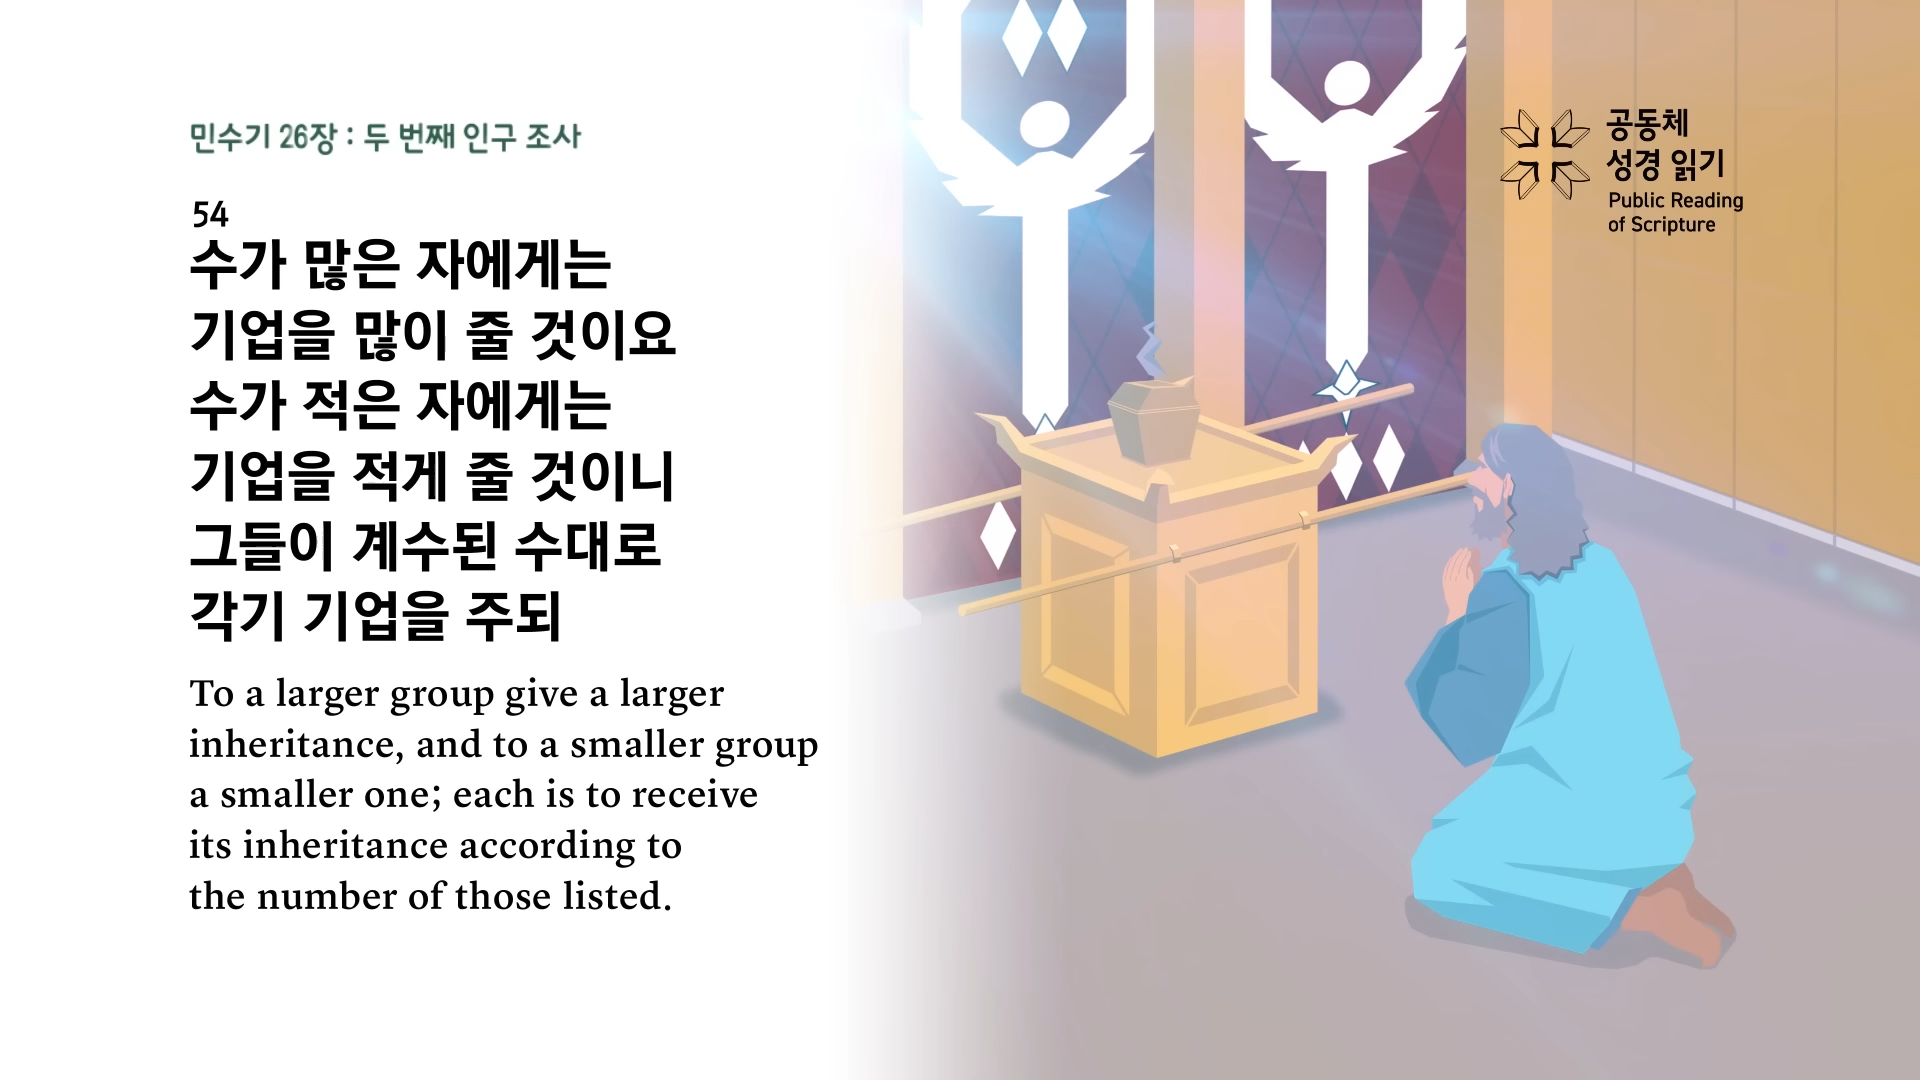 민수기 26장 : 두 번째 인구 조사
54
수가 많은 자에게는
기업을 많이 줄 것이요
수가 적은 자에게는
기업을 적게 줄 것이니
그들이 계수된 수대로
각기 기업을 주되
To a larger group give a larger
inheritance, and to a smaller group
a smaller one; each is to receive
its inheritance according to
the number of those listed.
공동체
성경 읽기
Public Reading
of Scripture